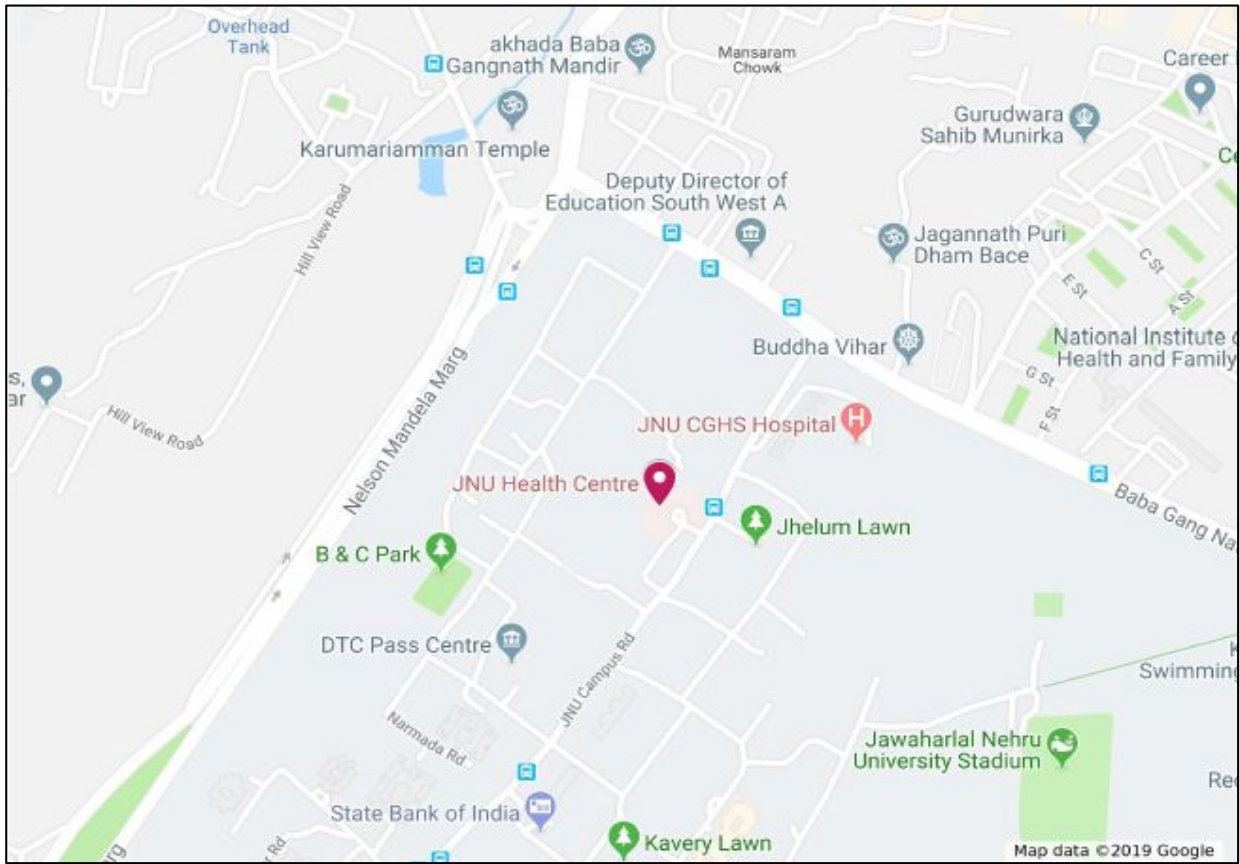 Overhead
Tank
akhada Baba
Gangnath Mandir
Mansaram
Chowk
Career
Karumariamman Temple
Gurudwara
Sahib Munirka
Ce
Deputy Director of
Education South West A
Hill View Road
Jagannath Puri
Dham Bace
C St
E St
A St
Buddha Vihar
National Institute
Health and Family
G St
F St
s,
ar
Hill View Road
Nelson Mandela Marg
JNU CGHS Hospital
H
JNU Health Centre
Baba Gang Na
Jhelum Lawn
B & C Park
DTC Pass Centre
JNU Campus Rd
Swimming
Narmada Rd
Jawaharlal Nehru
University Stadium
Rec
State Bank of India
Kavery Lawn
Rd
Map data ©2019 Google